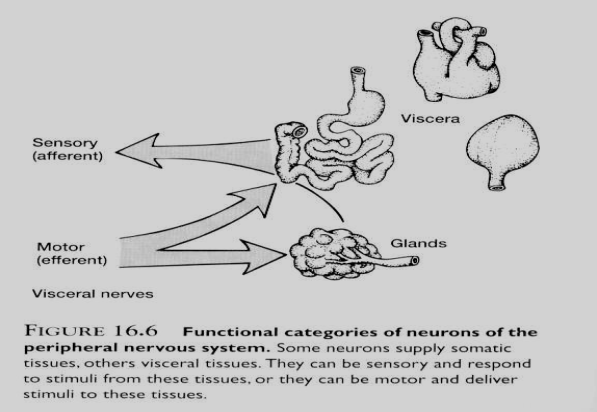 Viscera
Sensory
(afferent)
Motor
(efferent)
Glands
Visceral nerves
FIGURE 16.6 Functional categories of neurons of the
peripheral nervous system. Some neurons supply somatic
tissues, others visceral tissues. They can be sensory and respond
to stimuli from these tissues, or they can be motor and deliver
stimuli to these tissues.